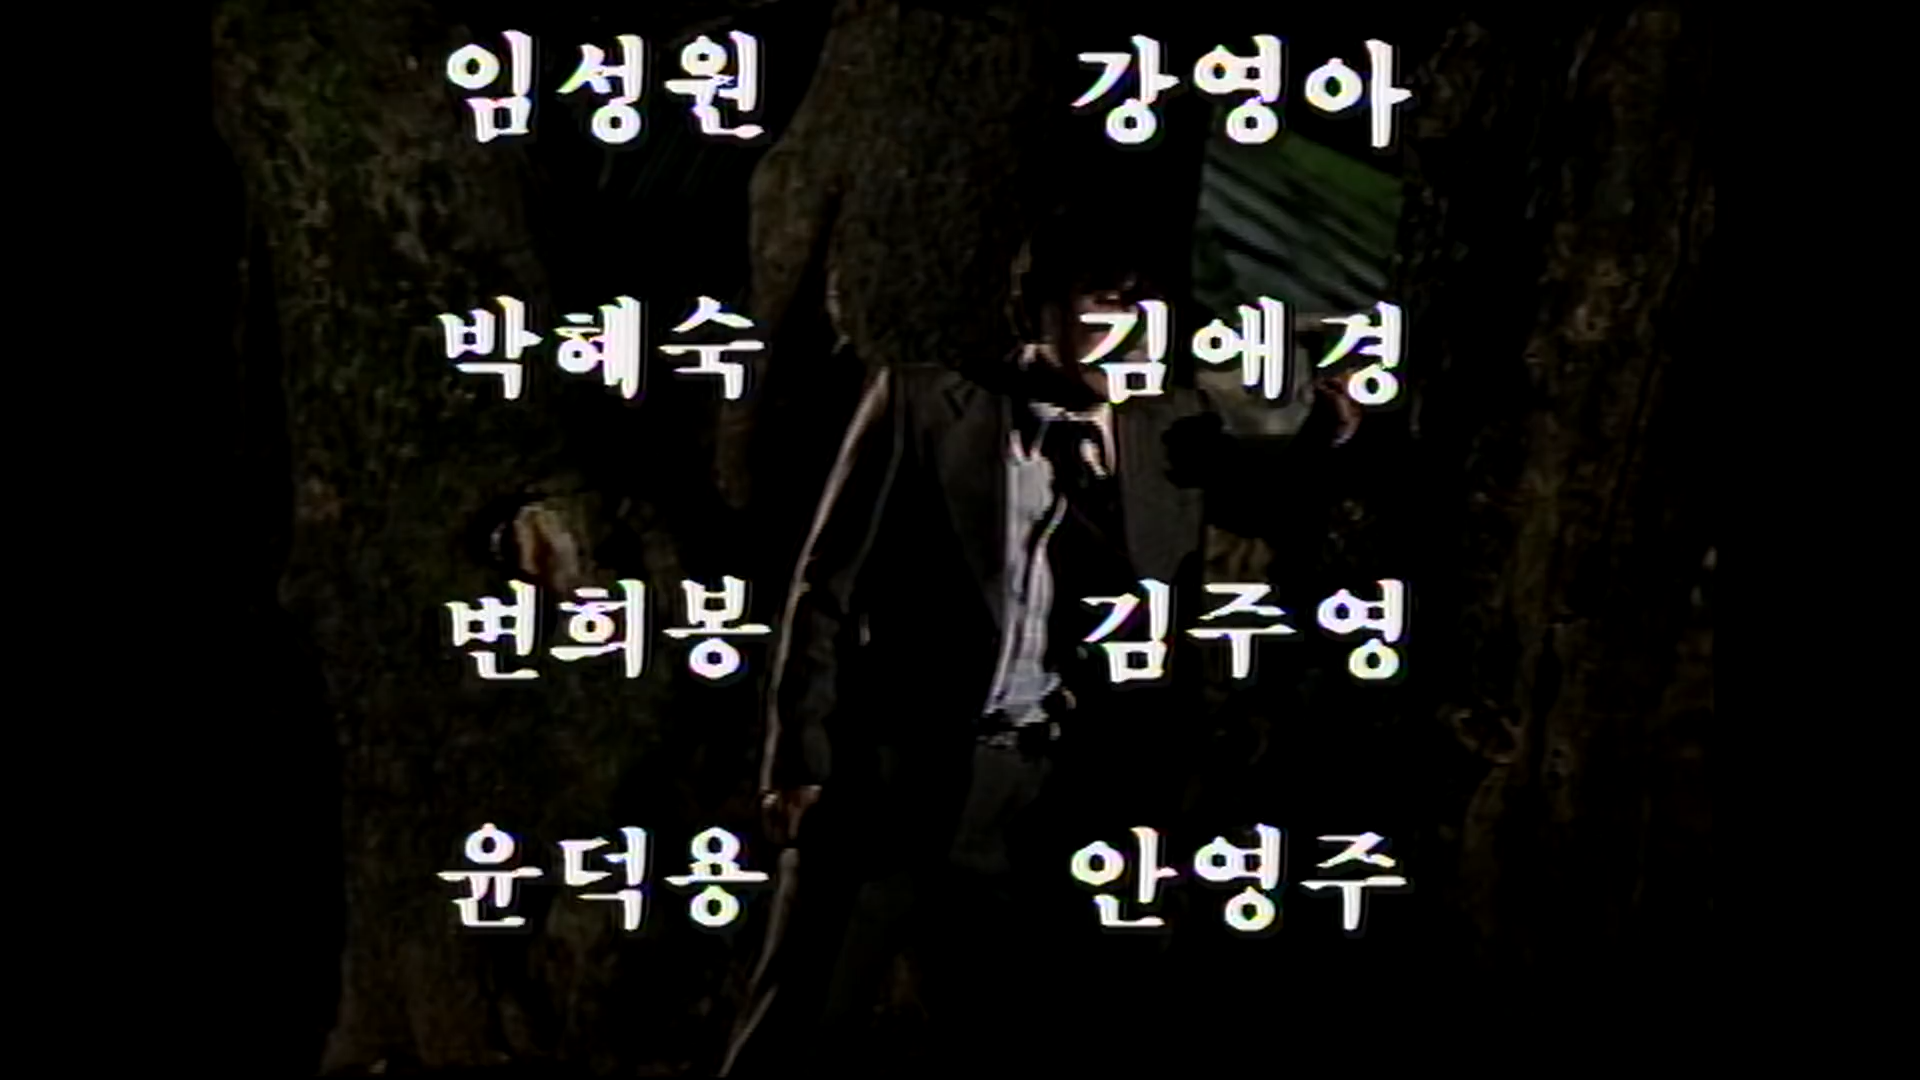 임성원 강영아
박혜숙 김애경
변희봉 김주영
윤덕용 안영주